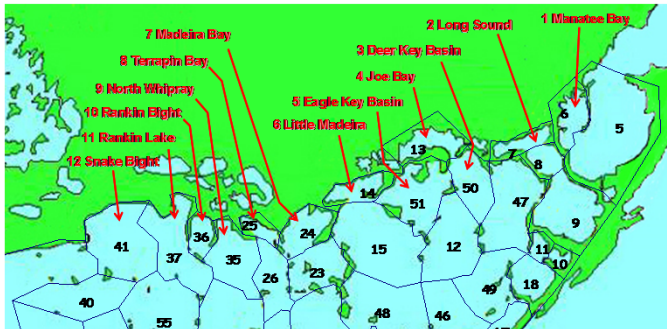 1 Manatee Bay
2 Long Sound
7 Madeira Bay
3 Deer Key Basin
8 Terrapin Bay
4 Joe Bay
9 North Whipray
5 Eagle Key Basin
10 Rankin Bight
6 Little Madeira
11 Rankin Lake
12 Snake Bight
6
5
13
7
8
14
50
51
47
25
9
36
24
41
37
35
15
12
11
10
26
23
18
40
49
55
48
46